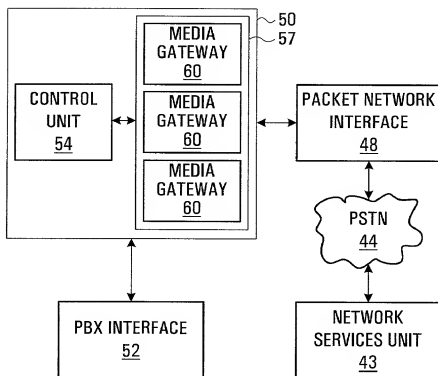 50
57
MEDIA
GATEWAY
60
MEDIA
GATEWAY
60
MEDIA
GATEWAY
60
CONTROL
UNIT
54
PACKET NETWORK
INTERFACE
48
PSTN
44
PBX INTERFACE
52
NETWORK
SERVICES UNIT
43